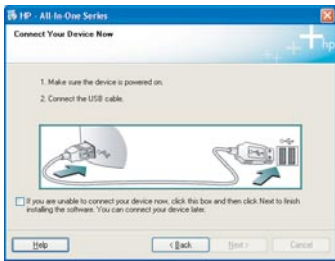 HP - All-In-One Series
Connect Your Device Now
hp
1. Make sure the device is powered on.
2. Connect the USB cable.
If you are unable to connect your device now, click this box and then click Next to finish
installing the software. You can connect your device later.
Help
< Back
Next >
Cancel